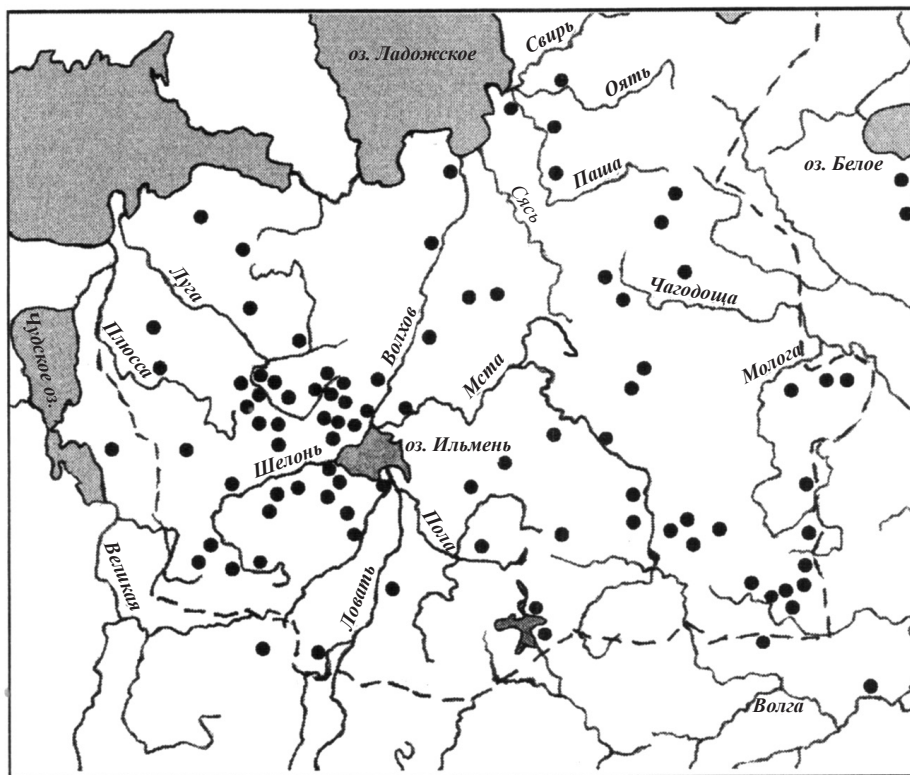 Свирь
оз. Ладожское
Оять
оз. Белое
Паша
Сясь
Луга
Чагодоща
Волхов
Чудское оз.
Плюсса
Мста
Молога
оз. Ильмень
Шелонь
Пола
Великая
Ловать
Волга